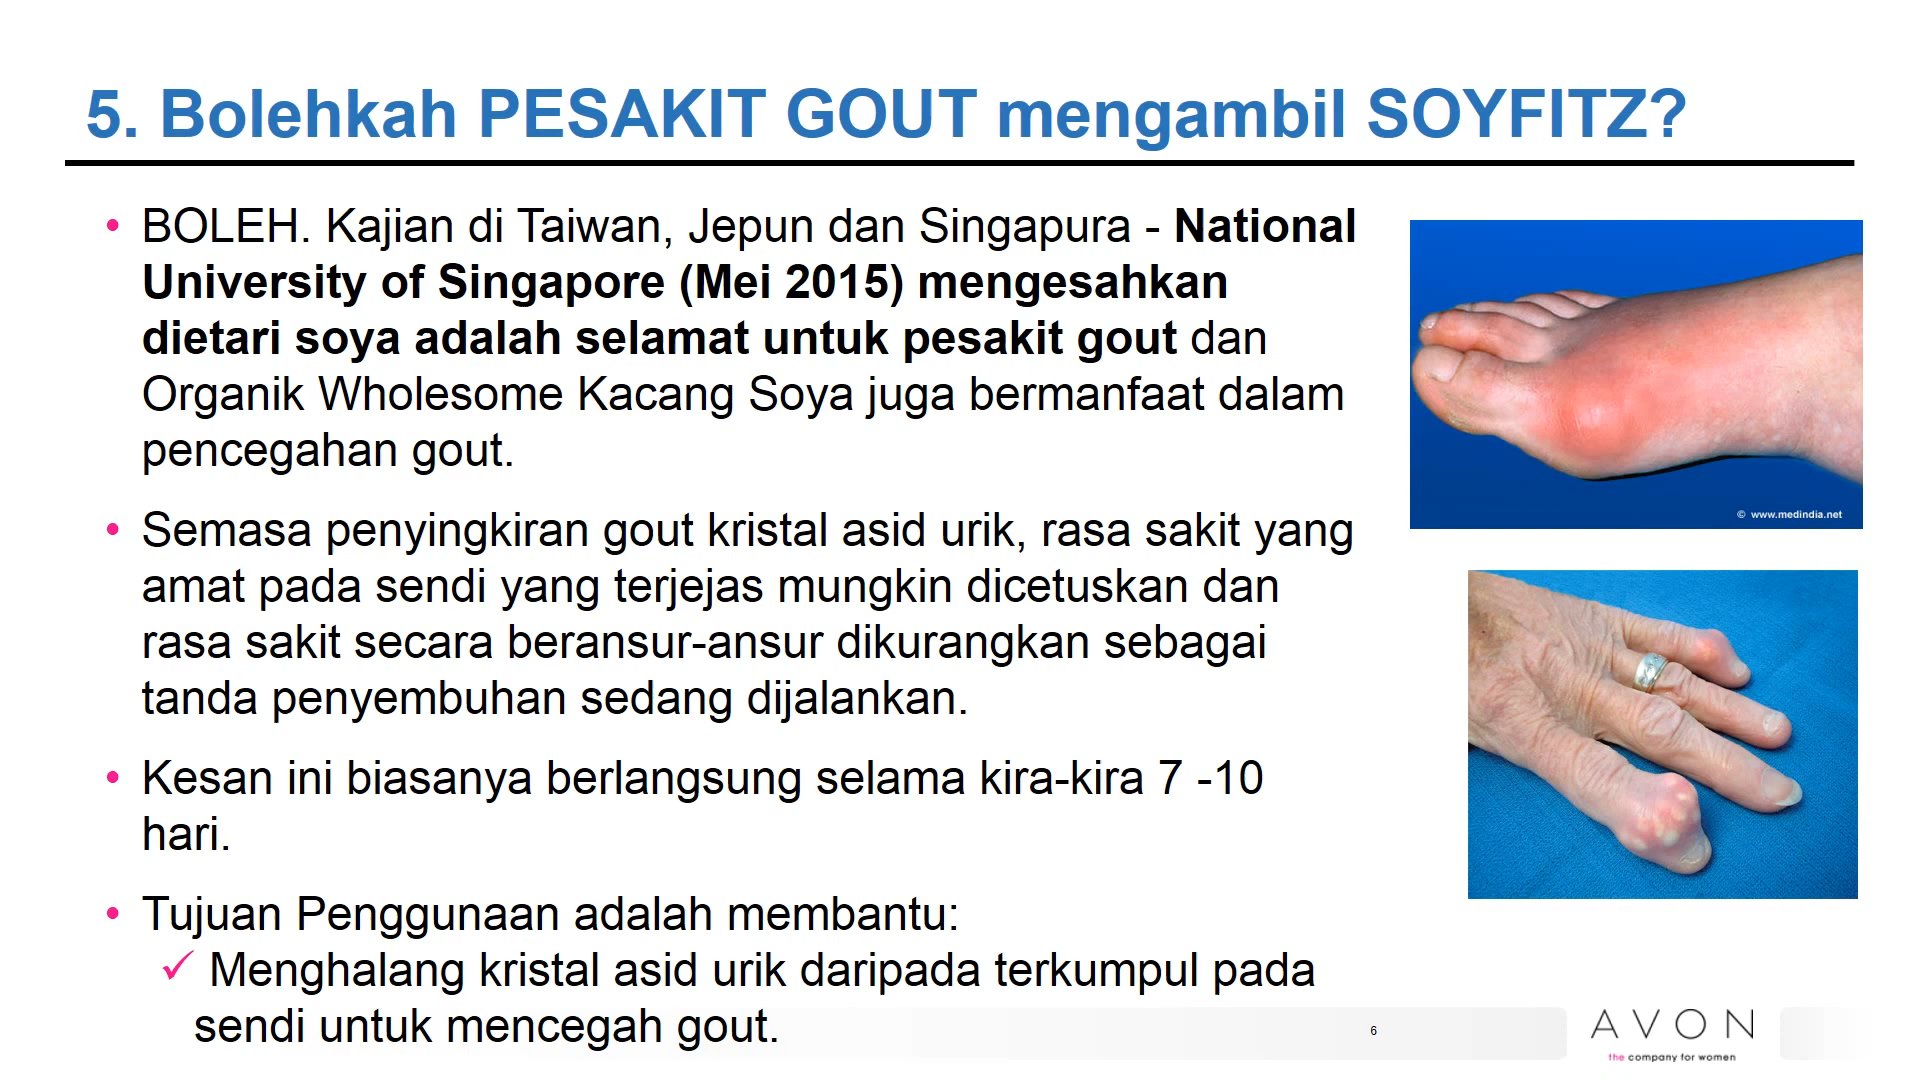 5. Bolehkah PESAKIT GOUT mengambil SOYFITZ?
• BOLEH. Kajian di Taiwan, Jepun dan Singapura - National
University of Singapore (Mei 2015) mengesahkan
dietari soya adalah selamat untuk pesakit gout dan
Organik Wholesome Kacang Soya juga bermanfaat dalam
pencegahan gout.
• Semasa penyingkiran gout kristal asid urik, rasa sakit yang
amat pada sendi yang terjejas mungkin dicetuskan dan
rasa sakit secara beransur-ansur dikurangkan sebagai
tanda penyembuhan sedang dijalankan.
• Kesan ini biasanya berlangsung selama kira-kira 7 -10
hari.
• Tujuan Penggunaan adalah membantu:
✓ Menghalang kristal asid urik daripada terkumpul pada
sendi untuk mencegah gout.
© www.medindia.net
6
AVON
the company for women